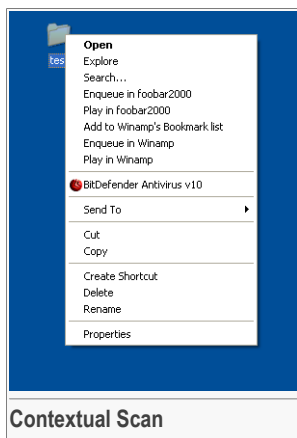 tes
Open
Explore
Search...
Enqueue in foobar2000
Play in foobar2000
Add to Winamp's Bookmark list
Enqueue in Winamp
Play in Winamp
BitDefender Antivirus v10
Send To
Cut
Copy
Create Shortcut
Delete
Rename
Properties
Contextual Scan